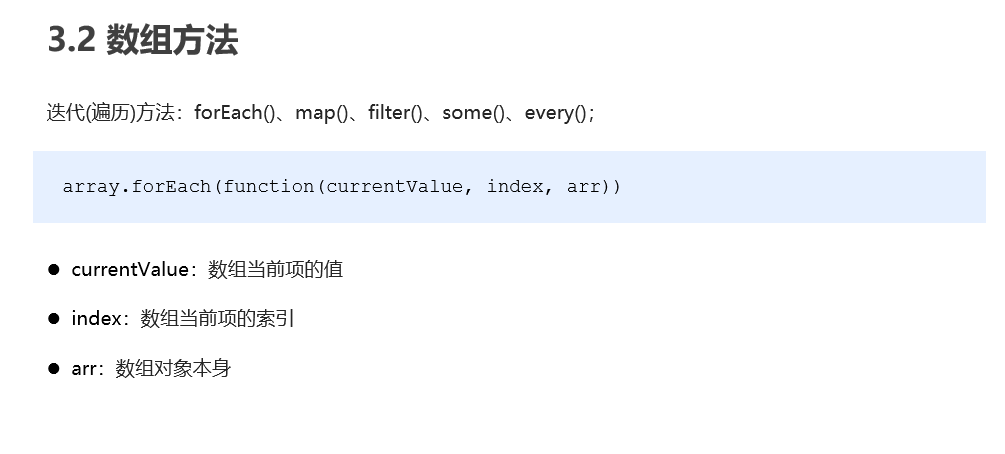 3.2 数组方法
迭代(遍历)方法：forEach()、map()、filter()、some()、every()；
array.forEach(function(currentValue, index, arr))
● currentValue：数组当前项的值
● index：数组当前项的索引
● arr：数组对象本身